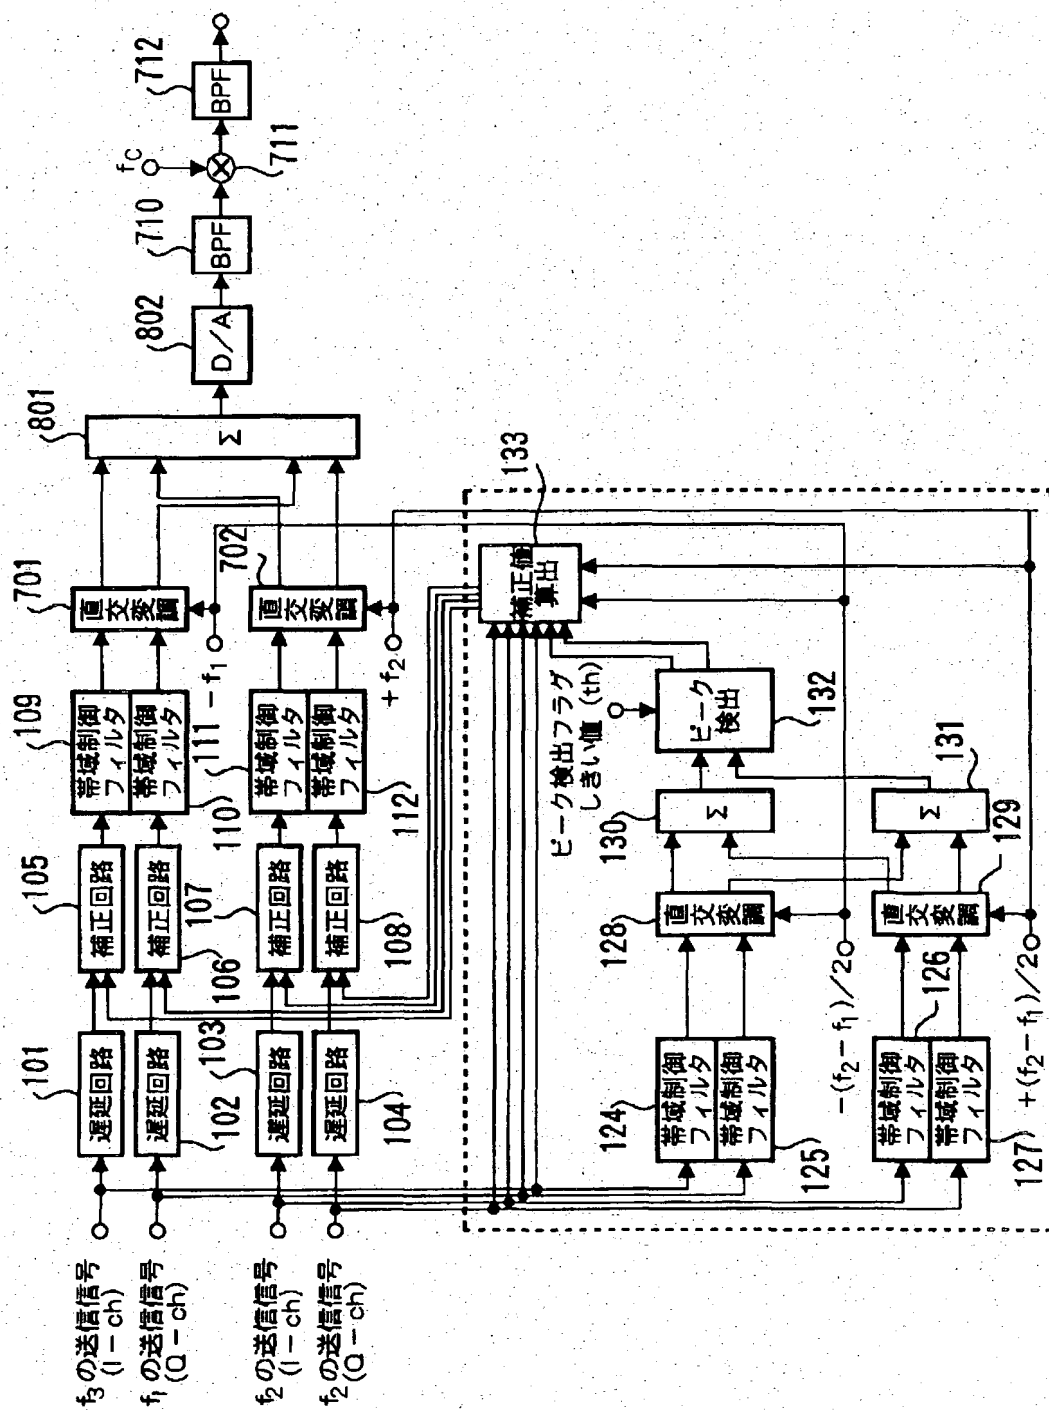 f3 の送信信号
(I－ch)
f1 の送信信号
(Q－ch)
f2 の送信信号
(I－ch)
f2 の送信信号
(Q－ch)
101
遅延回路
遅延回路
102
103
遅延回路
遅延回路
104
105
補正回路
補正回路
106
107
補正回路
補正回路
108
109
帯域制御
フィルタ
帯域制御
フィルタ
110
111
帯域制御
フィルタ
帯域制御
フィルタ
112
701
直交変調
－f1
702
直交変調
＋f2
801
Σ
802
D/A
710
BPF
fC
711
712
BPF
124
帯域制御
フィルタ
帯域制御
フィルタ
125
126
帯域制御
フィルタ
帯域制御
フィルタ
127
128
直交変調
－(f2－f1)/2
直交変調
129
＋(f2－f1)/2
130
Σ
Σ
131
ピーク検出フラグ
しきい値 (th)
ピーク
検出
132
133
補正値
算出